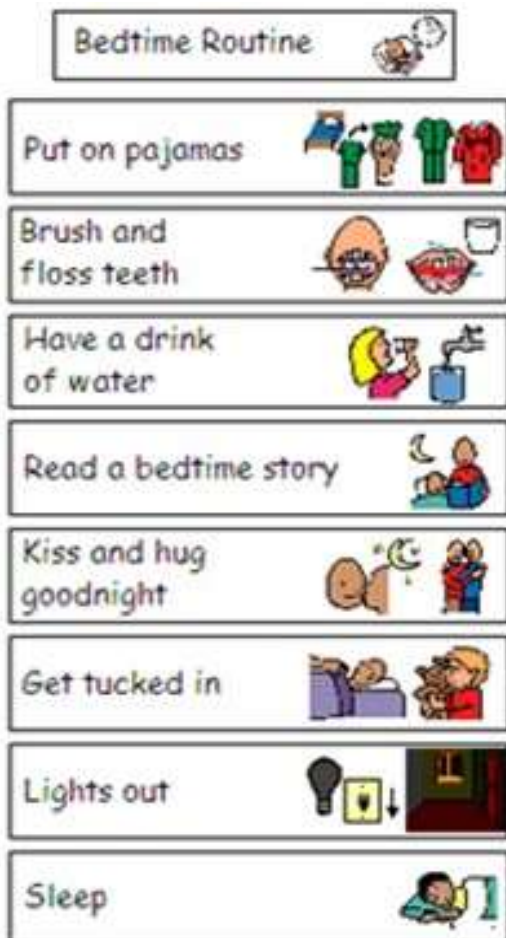 Bedtime Routine
Put on pajamas
Brush and
floss teeth
Have a drink
of water
Read a bedtime story
Kiss and hug
goodnight
Get tucked in
Lights out
Sleep